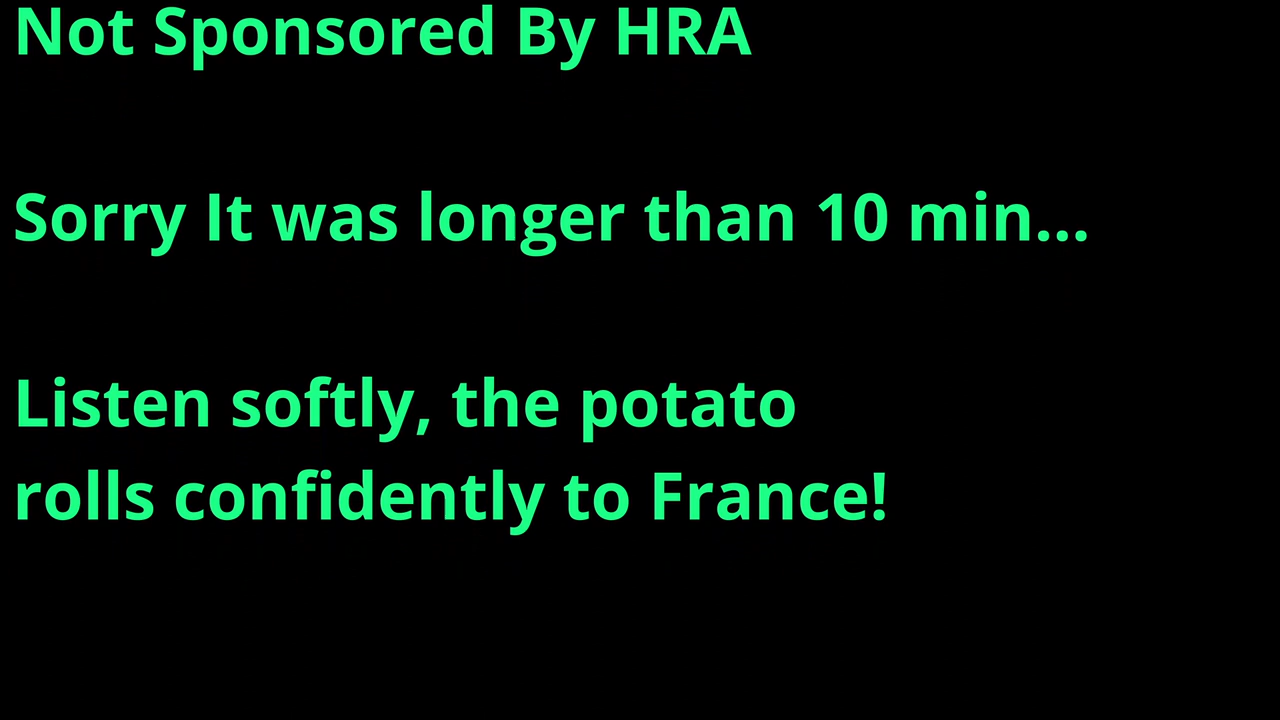 Not Sponsored By HRA
Sorry It was longer than 10 min...
Listen softly, the potato
rolls confidently to France!